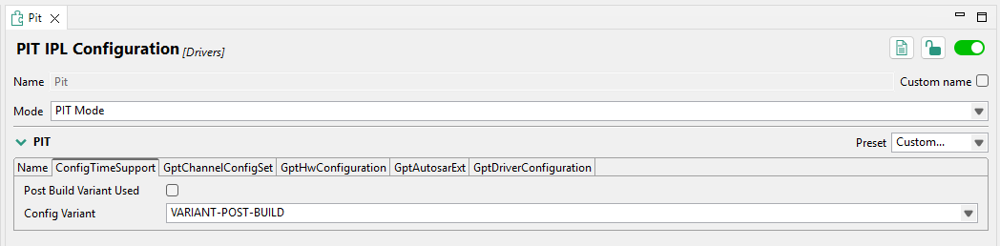 Pit
PIT IPL Configuration [Drivers]
Name Pit Custom name
Mode PIT Mode
PIT Preset Custom...
Name ConfigTimeSupport GptChannelConfigSet GptHwConfiguration GptAutosarExt GptDriverConfiguration
Post Build Variant Used
Config Variant VARIANT-POST-BUILD